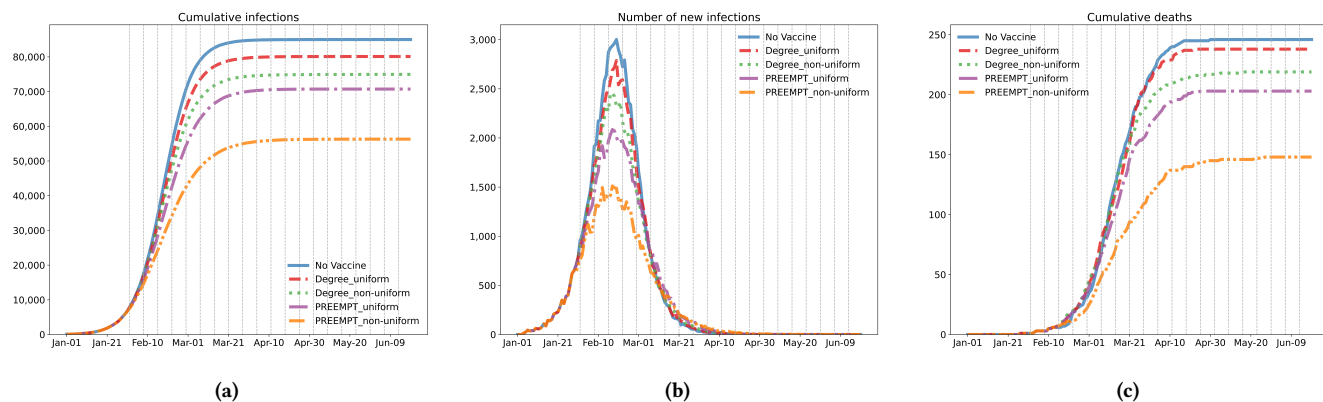 Cumulative infections
80,000
70,000
60,000
50,000
40,000
30,000
20,000
10,000
0
No Vaccine
Degree_uniform
Degree_non-uniform
PREEMPT_uniform
PREEMPT_non-uniform
Jan-01 Jan-21 Feb-10 Mar-01 Mar-21 Apr-10 Apr-30 May-20 Jun-09
(a)
Number of new infections
3,000
2,500
2,000
1,500
1,000
500
0
No Vaccine
Degree_uniform
Degree_non-uniform
PREEMPT_uniform
PREEMPT_non-uniform
Jan-01 Jan-21 Feb-10 Mar-01 Mar-21 Apr-10 Apr-30 May-20 Jun-09
(b)
Cumulative deaths
250
200
150
100
50
0
No Vaccine
Degree_uniform
Degree_non-uniform
PREEMPT_uniform
PREEMPT_non-uniform
Jan-01 Jan-21 Feb-10 Mar-01 Mar-21 Apr-10 Apr-30 May-20 Jun-09
(c)